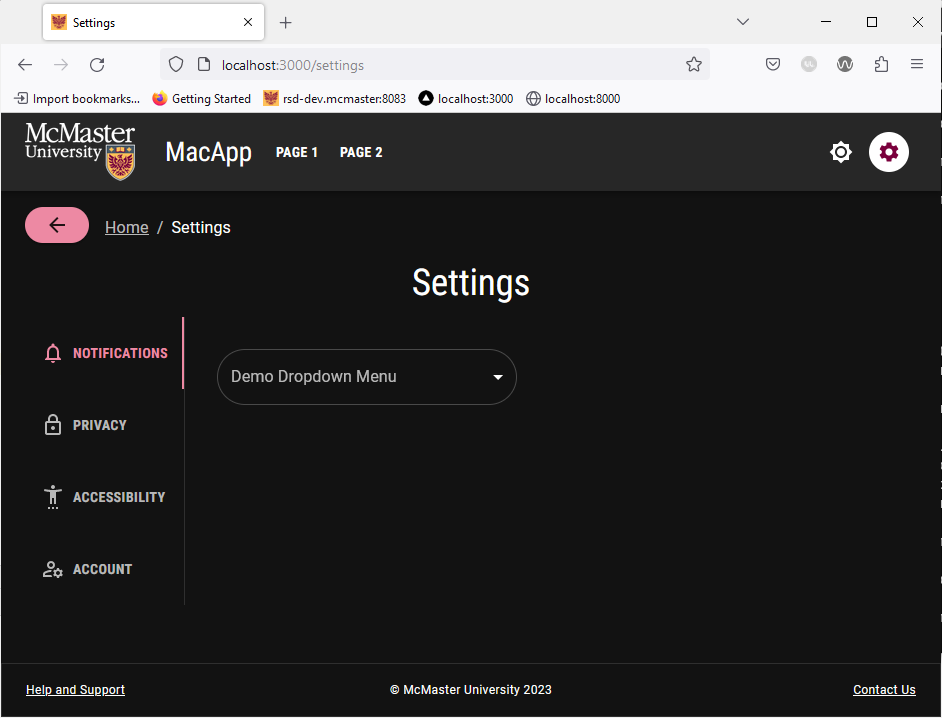 Settings
localhost:3000/settings
Import bookmarks... Getting Started rsd-dev.mcmaster:8083 localhost:3000 localhost:8000
McMaster
University
MacApp PAGE 1 PAGE 2
Home / Settings
Settings
NOTIFICATIONS
Demo Dropdown Menu
PRIVACY
ACCESSIBILITY
ACCOUNT
Help and Support © McMaster University 2023 Contact Us